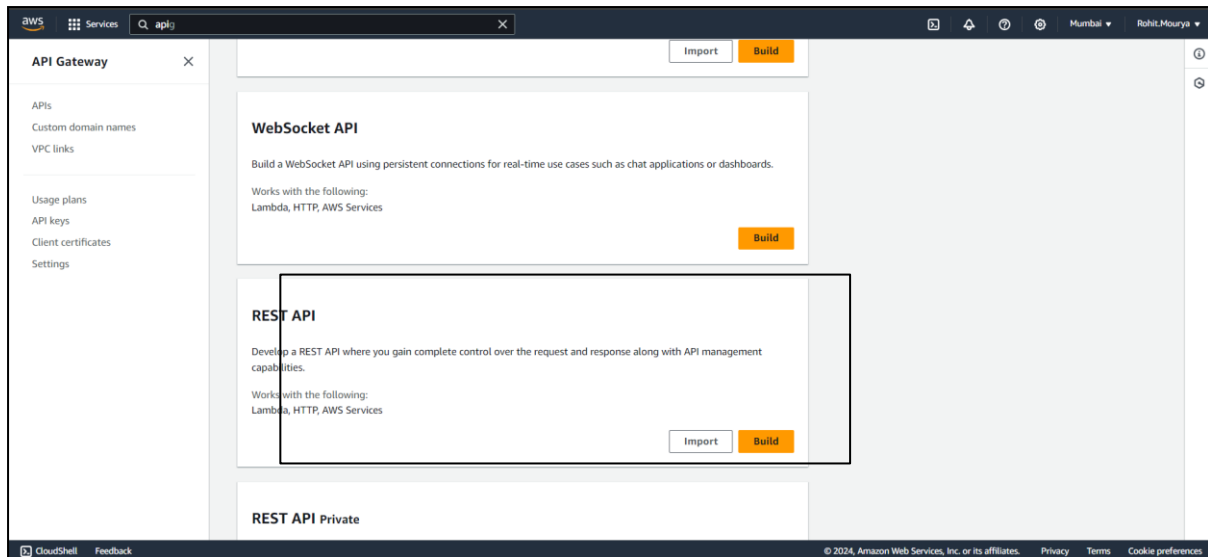 aws Services apig Mumbai Rohit.Mourya
API Gateway
APIs
Custom domain names
VPC links
Usage plans
API keys
Client certificates
Settings
Import Build
WebSocket API
Build a WebSocket API using persistent connections for real-time use cases such as chat applications or dashboards.
Works with the following:
Lambda, HTTP, AWS Services
Build
REST API
Develop a REST API where you gain complete control over the request and response along with API management
capabilities.
Works with the following:
Lambda, HTTP, AWS Services
Import Build
REST API Private
CloudShell Feedback © 2024, Amazon Web Services, Inc. or its affiliates. Privacy Terms Cookie preferences